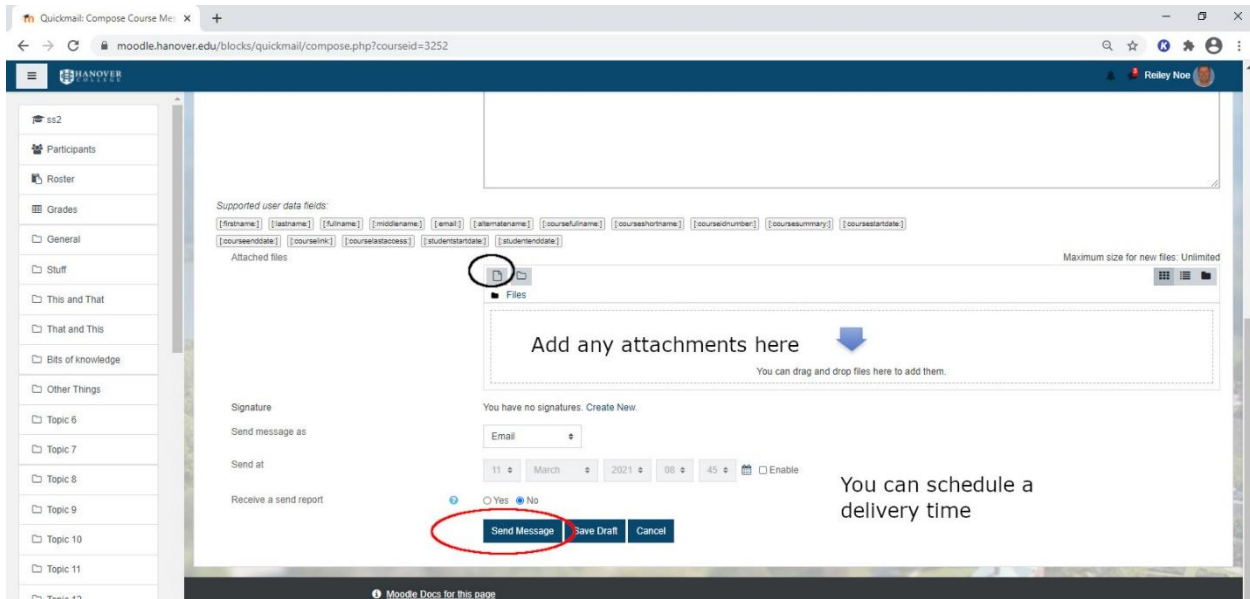 Quickmail: Compose Course Mes
moodle.hanover.edu/blocks/quickmail/compose.php?courseid=3252
HANOVER
COLLEGE
3
Reiley Noe
ss2
Participants
Roster
Grades
General
Stuff
This and That
That and This
Bits of knowledge
Other Things
Topic 6
Topic 7
Topic 8
Topic 9
Topic 10
Topic 11
Topic 12
Supported user data fields:
[:firstname:] [:lastname:] [:fullname:] [:middlename:] [:email:] [:alternatename:] [:coursefullname:] [:courseshortname:] [:courseidnumber:] [:coursesummary:] [:coursestartdate:]
[:courseenddate:] [:courselink:] [:courselastaccess:] [:studentstartdate:] [:studentenddate:]
Attached files
Maximum size for new files: Unlimited
Files
Add any attachments here
You can drag and drop files here to add them.
Signature
You have no signatures. Create New.
Send message as
Email
Send at
11 March 2021 08 45 Enable
You can schedule a
delivery time
Receive a send report
Yes No
Send Message Save Draft Cancel
Moodle Docs for this page